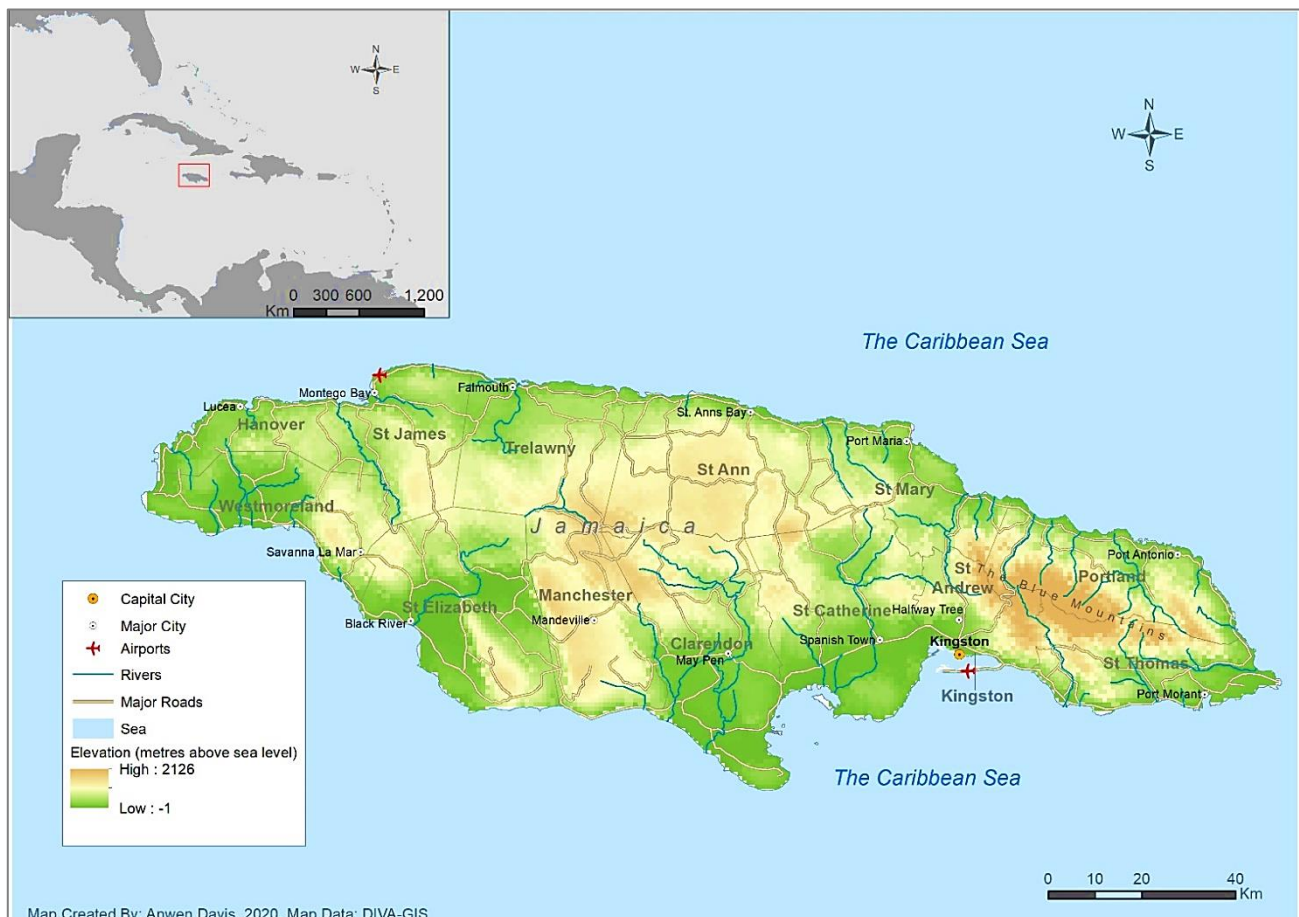 N
W E
S
0 300 600 1,200
Km
N
W E
S
The Caribbean Sea
Montego Bay
Falmouth
Lucea
Hanover
St James
Trelawny
St. Anns Bay
St Ann
Port Maria
St Mary
Westmoreland
Jamaica
Savanna La Mar
St Elizabeth
Black River
Manchester
Mandeville
Clarendon
May Pen
St Catherine
Spanish Town
St
Andrew
Halfway Tree
Kingston
Kingston
The Blue Mountains
Portland
Port Antonio
St Thomas
Port Morant
The Caribbean Sea
Capital City
Major City
Airports
Rivers
Major Roads
Sea
Elevation (metres above sea level)
High : 2126
Low : -1
0 10 20 40
Km
Map Created By: Anwen Davis, 2020. Map Data: DIVA-GIS